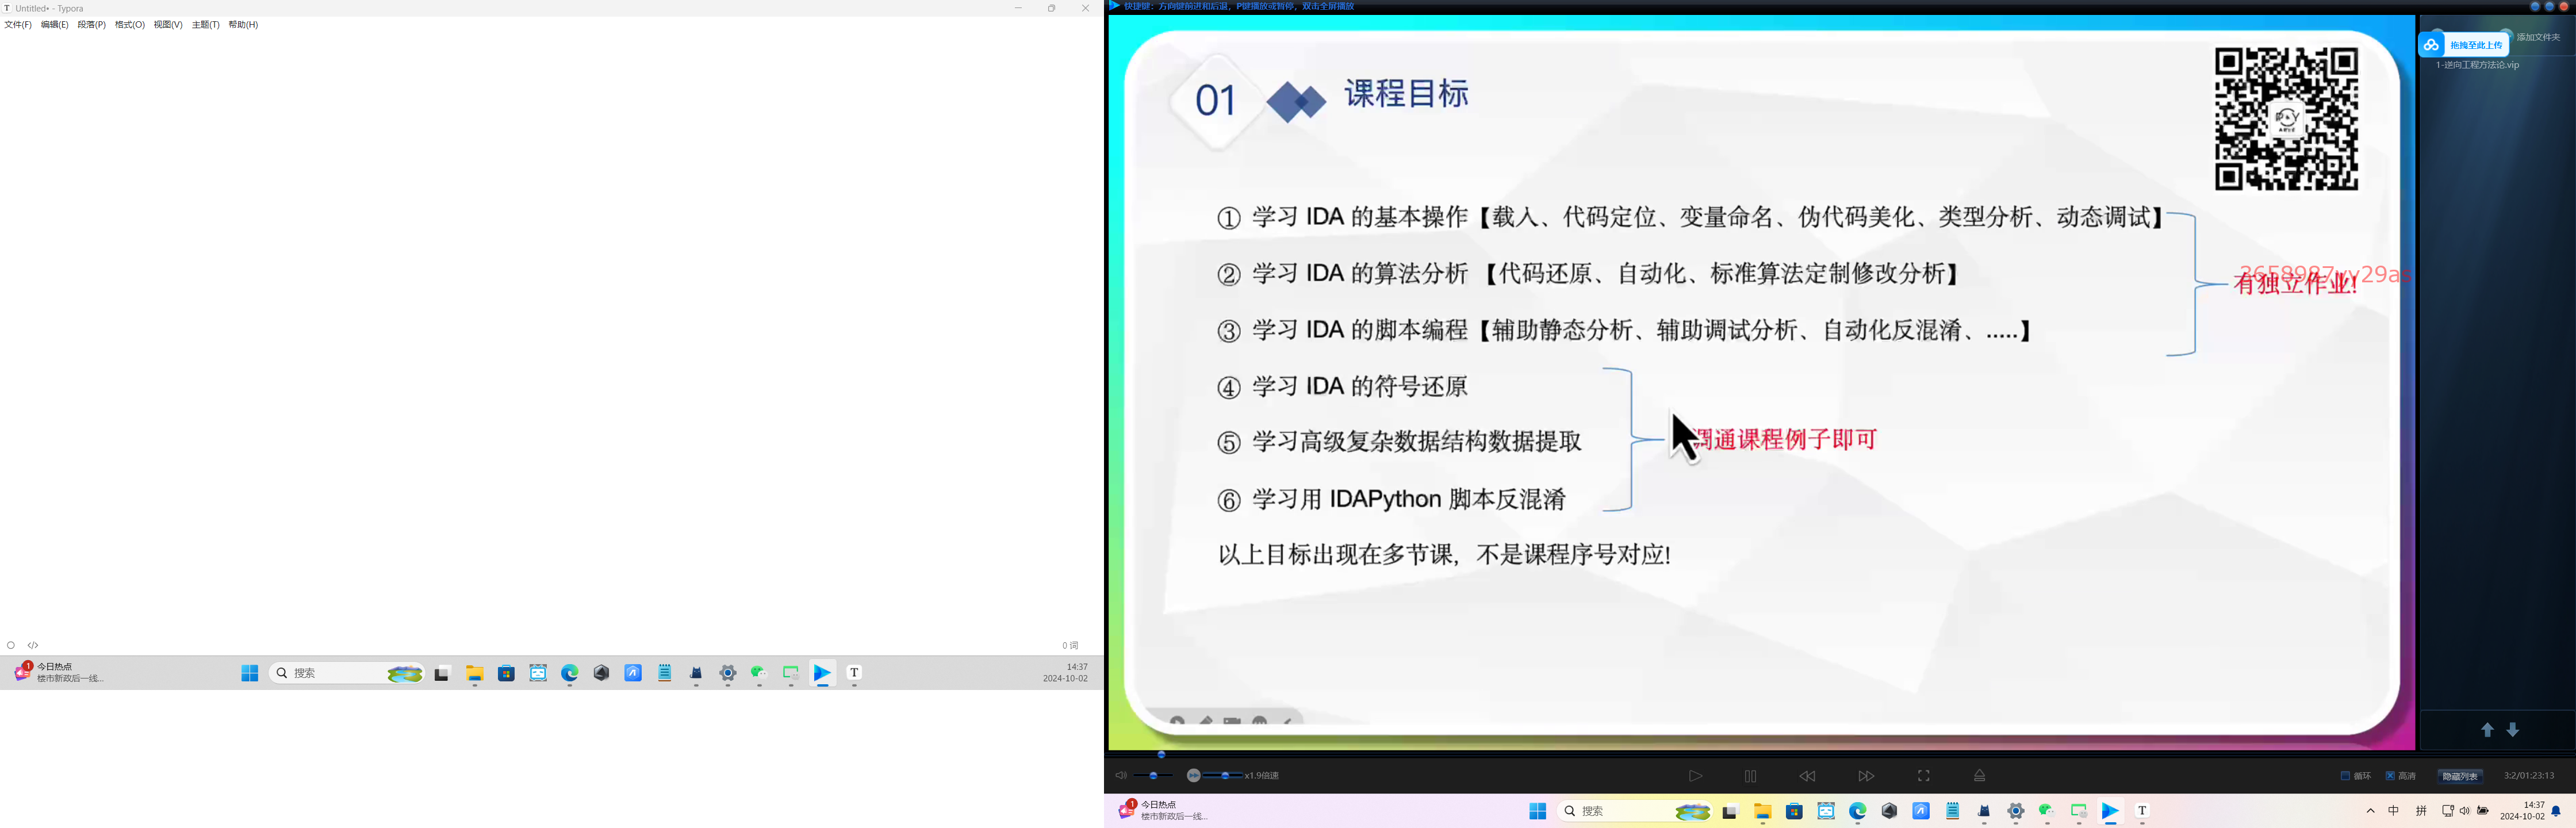 Untitled• - Typora
文件(F) 编辑(E) 段落(P) 格式(O) 视图(V) 主题(T) 帮助(H)
0 词
1
今日热点
楼市新政后一线...
搜索
14:37
2024-10-02
快捷键：方向键前进和后退，P键播放或暂停，双击全屏播放
01
课程目标
① 学习 IDA 的基本操作【载入、代码定位、变量命名、伪代码美化、类型分析、动态调试】
② 学习 IDA 的算法分析 【代码还原、自动化、标准算法定制修改分析】
③ 学习 IDA 的脚本编程【辅助静态分析、辅助调试分析、自动化反混淆、.....】
有独立作业!
④ 学习 IDA 的符号还原
⑤ 学习高级复杂数据结构数据提取
⑥ 学习用 IDAPython 脚本反混淆
调通课程例子即可
以上目标出现在多节课，不是课程序号对应!
拖拽至此上传
添加文件夹
1-逆向工程方法论.vip
x1.9倍速
循环
高清
隐藏列表
3:2/01:23:13
1
今日热点
楼市新政后一线...
搜索
中
拼
14:37
2024-10-02